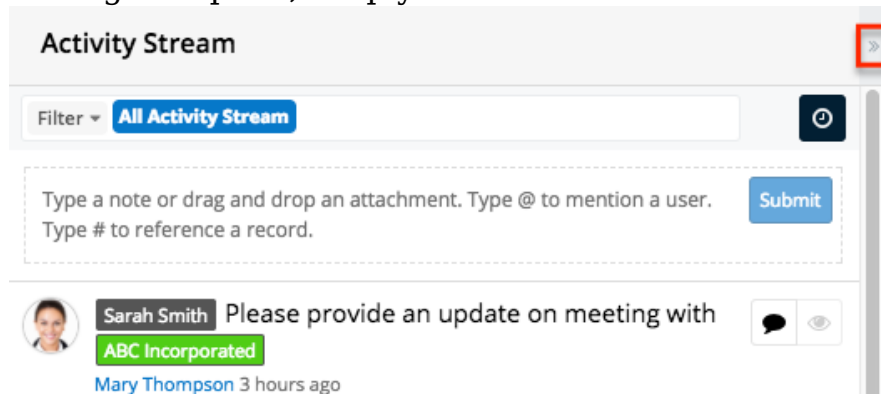 Activity Stream
»
Filter All Activity Stream
Type a note or drag and drop an attachment. Type @ to mention a user. Submit
Type # to reference a record.
Sarah Smith Please provide an update on meeting with
ABC Incorporated
Mary Thompson 3 hours ago